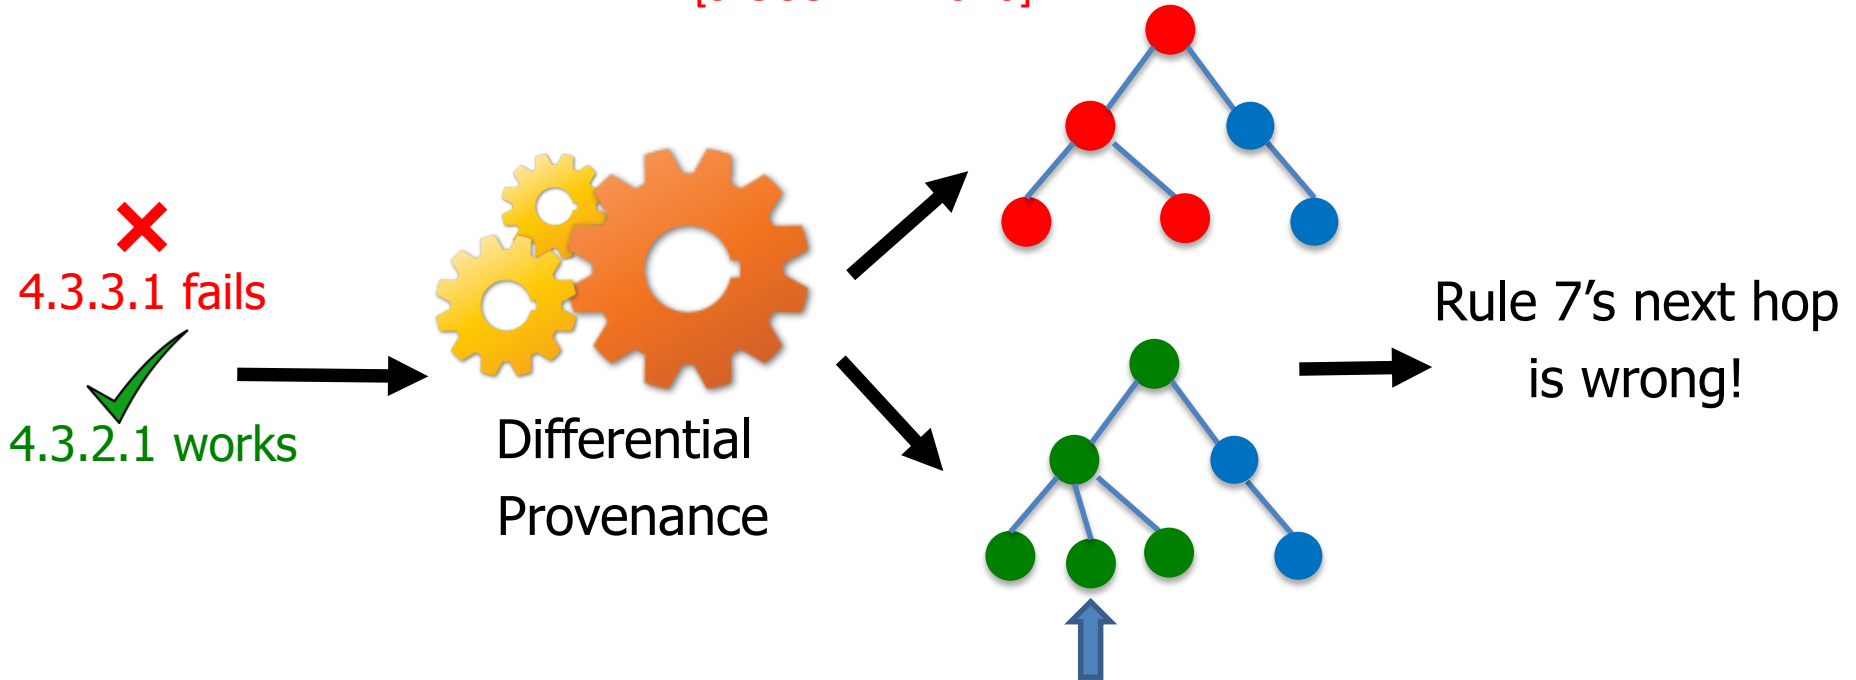 4.3.3.1 fails
4.3.2.1 works
Differential
Provenance
Rule 7’s next hop
is wrong!